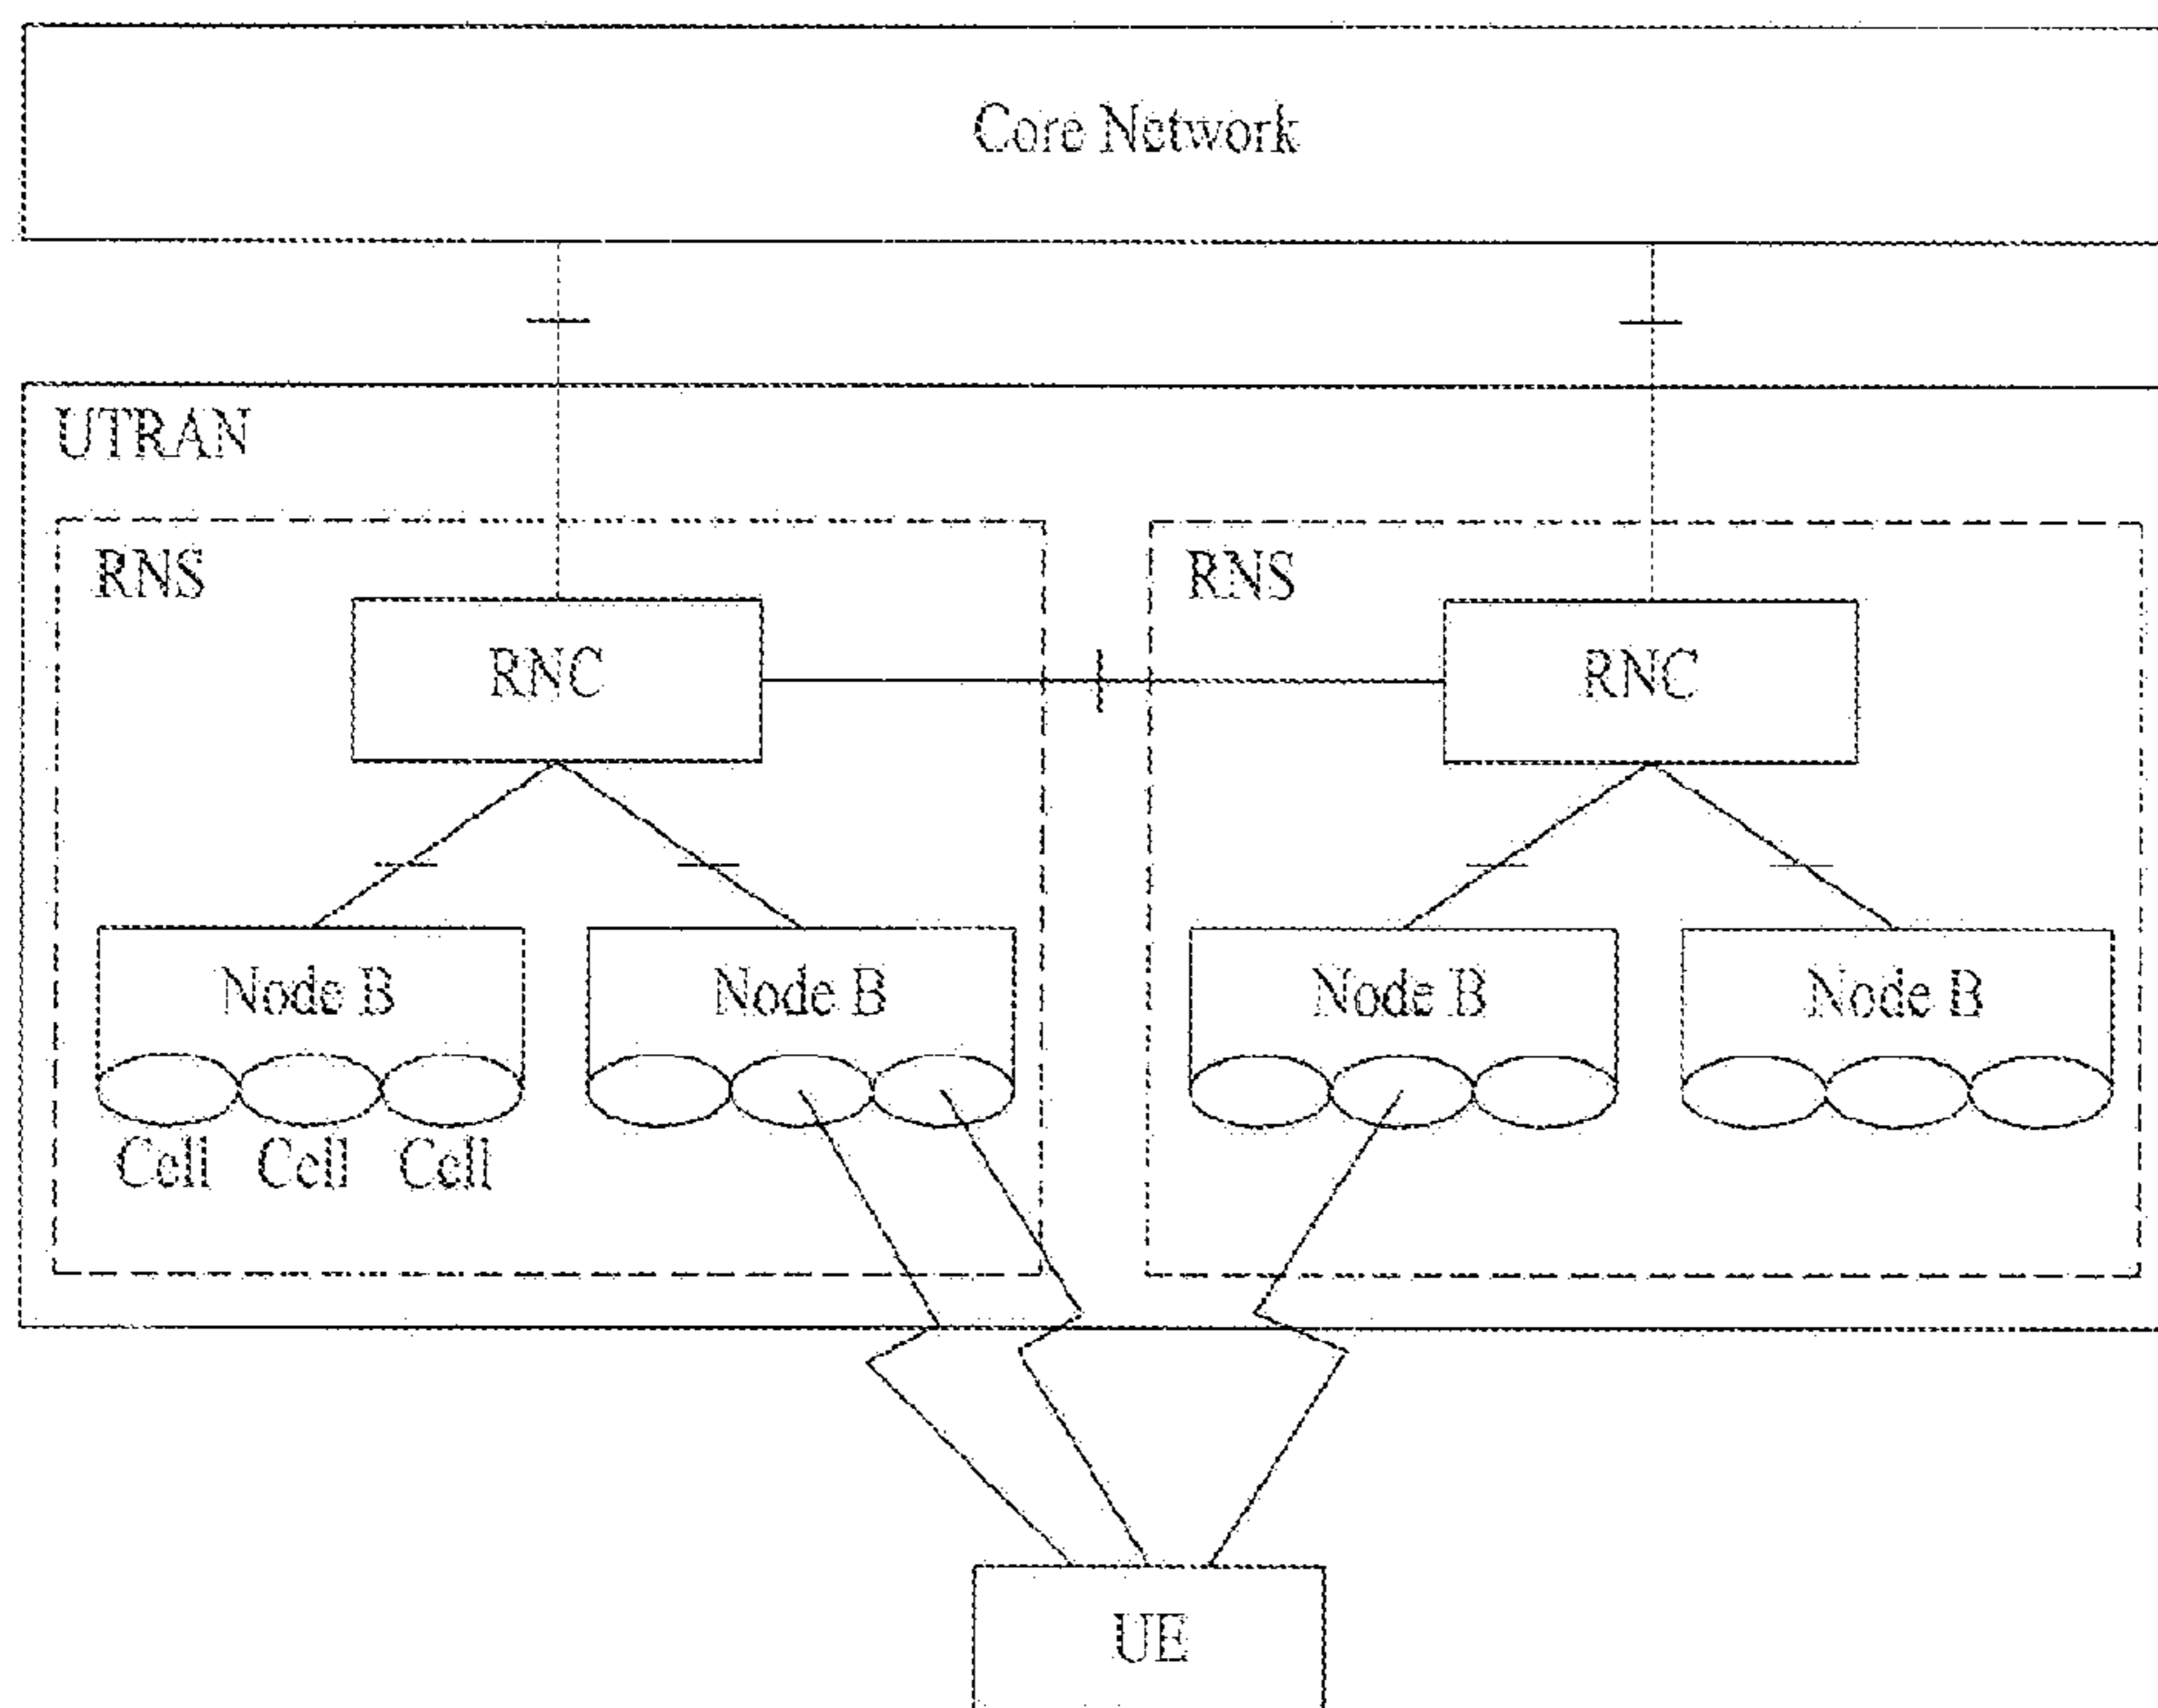 Core Network
UTRAN
RNS
RNS
RNC
RNC
Node B
Node B
Node B
Node B
Cell
Cell
Cell
UE